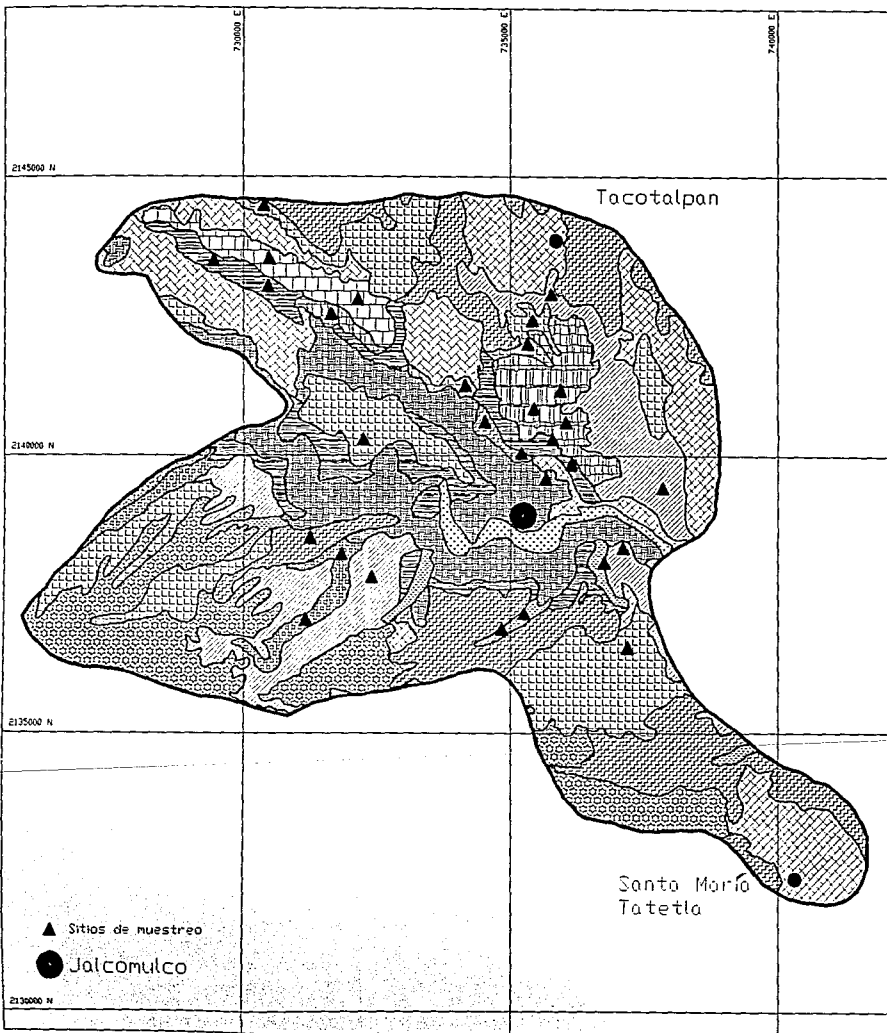 730000 E
735000 E
740000 E
2145000 N
Tacotalpan
2140000 N
2135000 N
Santa María
Tatetla
Sitios de muestreo
Jalcomulco
2130000 N